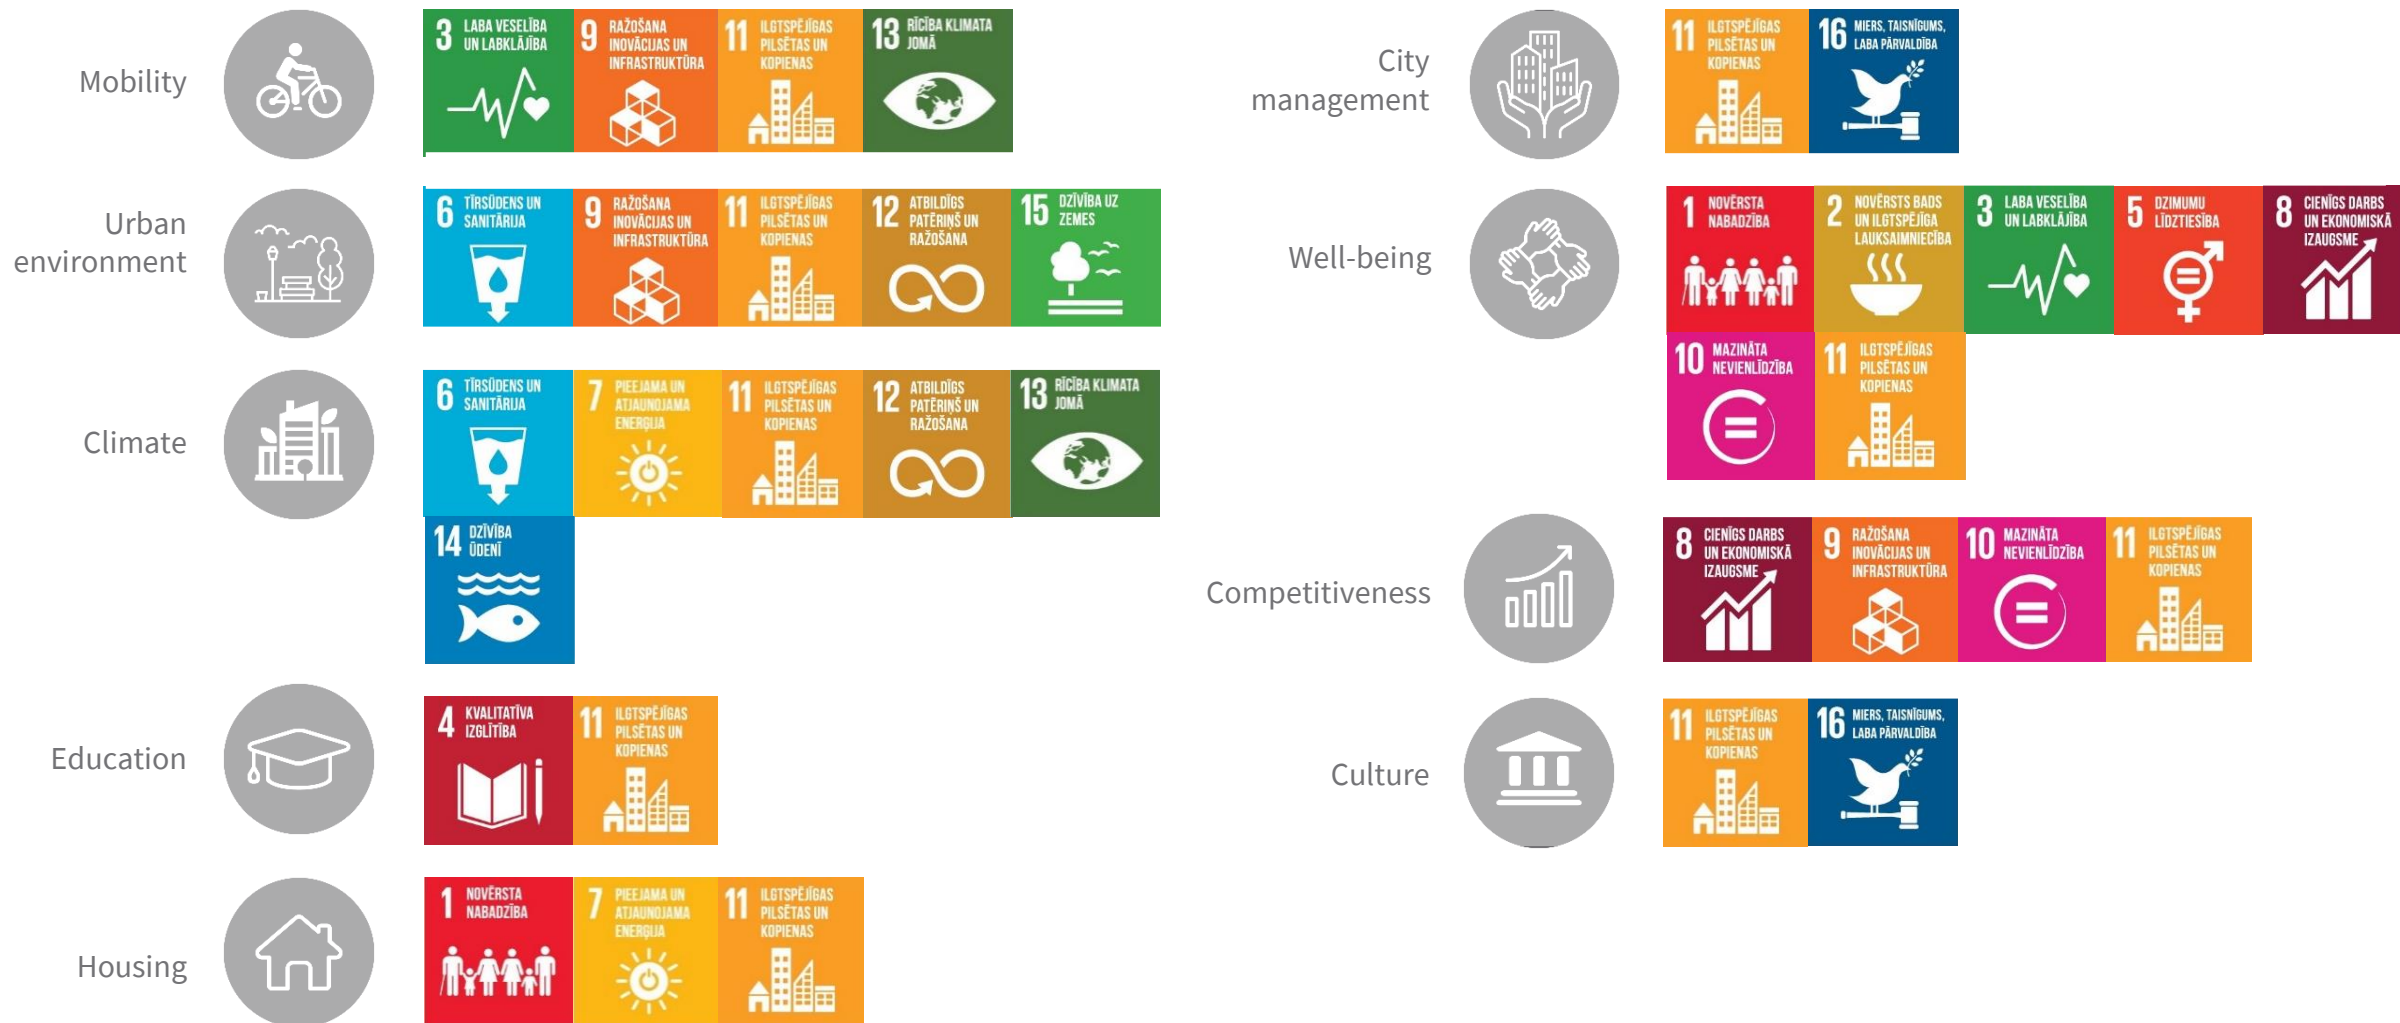 Mobility
3 LABA VESELĪBA
UN LABKLĀJĪBA
9 RAŽOŠANA
INOVĀCIJAS UN
INFRASTRUKTŪRA
11 ILGTSPĒJĪGAS
PILSĒTAS UN
KOPIENAS
13 RĪCĪBA KLIMATA
JOMĀ
Urban
environment
6 TĪRSŪDENS UN
SANITĀRIJA
9 RAŽOŠANA
INOVĀCIJAS UN
INFRASTRUKTŪRA
11 ILGTSPĒJĪGAS
PILSĒTAS UN
KOPIENAS
12 ATBILDĪGS
PATĒRIŅŠ UN
RAŽOŠANA
15 DZĪVĪBA UZ
ZEMES
Climate
6 TĪRSŪDENS UN
SANITĀRIJA
7 PIEEJAMA UN
ATJAUNOJAMA
ENERĢIJA
11 ILGTSPĒJĪGAS
PILSĒTAS UN
KOPIENAS
12 ATBILDĪGS
PATĒRIŅŠ UN
RAŽOŠANA
13 RĪCĪBA KLIMATA
JOMĀ
14 DZĪVĪBA
ŪDENĪ
Education
4 KVALITATĪVA
IZGLĪTĪBA
11 ILGTSPĒJĪGAS
PILSĒTAS UN
KOPIENAS
Housing
1 NOVĒRSTA
NABADZĪBA
7 PIEEJAMA UN
ATJAUNOJAMA
ENERĢIJA
11 ILGTSPĒJĪGAS
PILSĒTAS UN
KOPIENAS
City
management
11 ILGTSPĒJĪGAS
PILSĒTAS UN
KOPIENAS
16 MIERS, TAISNĪGUMS,
LABA PĀRVALDĪBA
Well-being
1 NOVĒRSTA
NABADZĪBA
2 NOVĒRSTS BADS
UN ILGTSPĒJĪGA
LAUKSAIMNIECĪBA
3 LABA VESELĪBA
UN LABKLĀJĪBA
5 DZIMUMU
LĪDZTIESĪBA
8 CIENĪGS DARBS
UN EKONOMISKĀ
IZAUGSME
10 MAZINĀTA
NEVIENLĪDZĪBA
11 ILGTSPĒJĪGAS
PILSĒTAS UN
KOPIENAS
Competitiveness
8 CIENĪGS DARBS
UN EKONOMISKĀ
IZAUGSME
9 RAŽOŠANA
INOVĀCIJAS UN
INFRASTRUKTŪRA
10 MAZINĀTA
NEVIENLĪDZĪBA
11 ILGTSPĒJĪGAS
PILSĒTAS UN
KOPIENAS
Culture
11 ILGTSPĒJĪGAS
PILSĒTAS UN
KOPIENAS
16 MIERS, TAISNĪGUMS,
LABA PĀRVALDĪBA